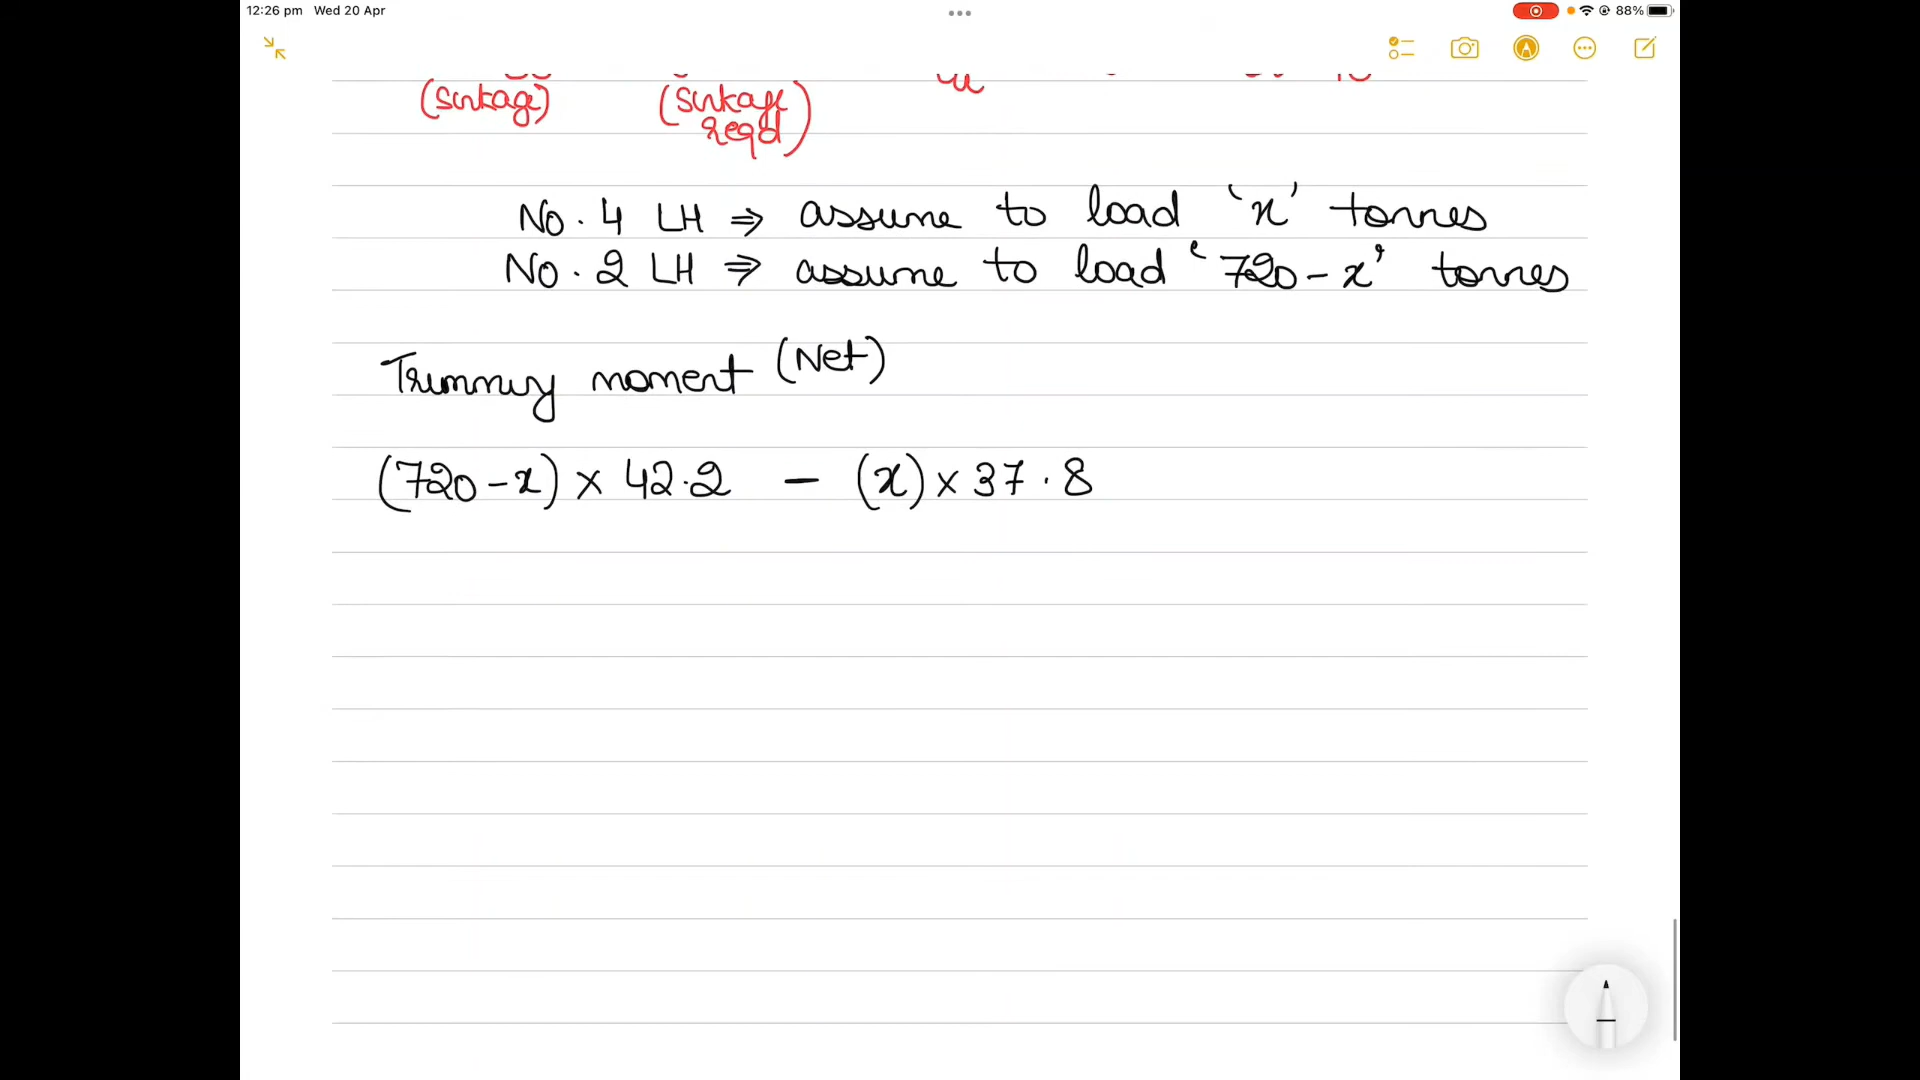 12:26 pm Wed 20 Apr
88%
(sinkage) (sinkage
reqd)
No. 4 LH ⇒ assume to load 'x' tonnes
No. 2 LH ⇒ assume to load '720-x' tonnes
Trimming moment (Net)
(720-x) × 42.2 - (x) × 37.8